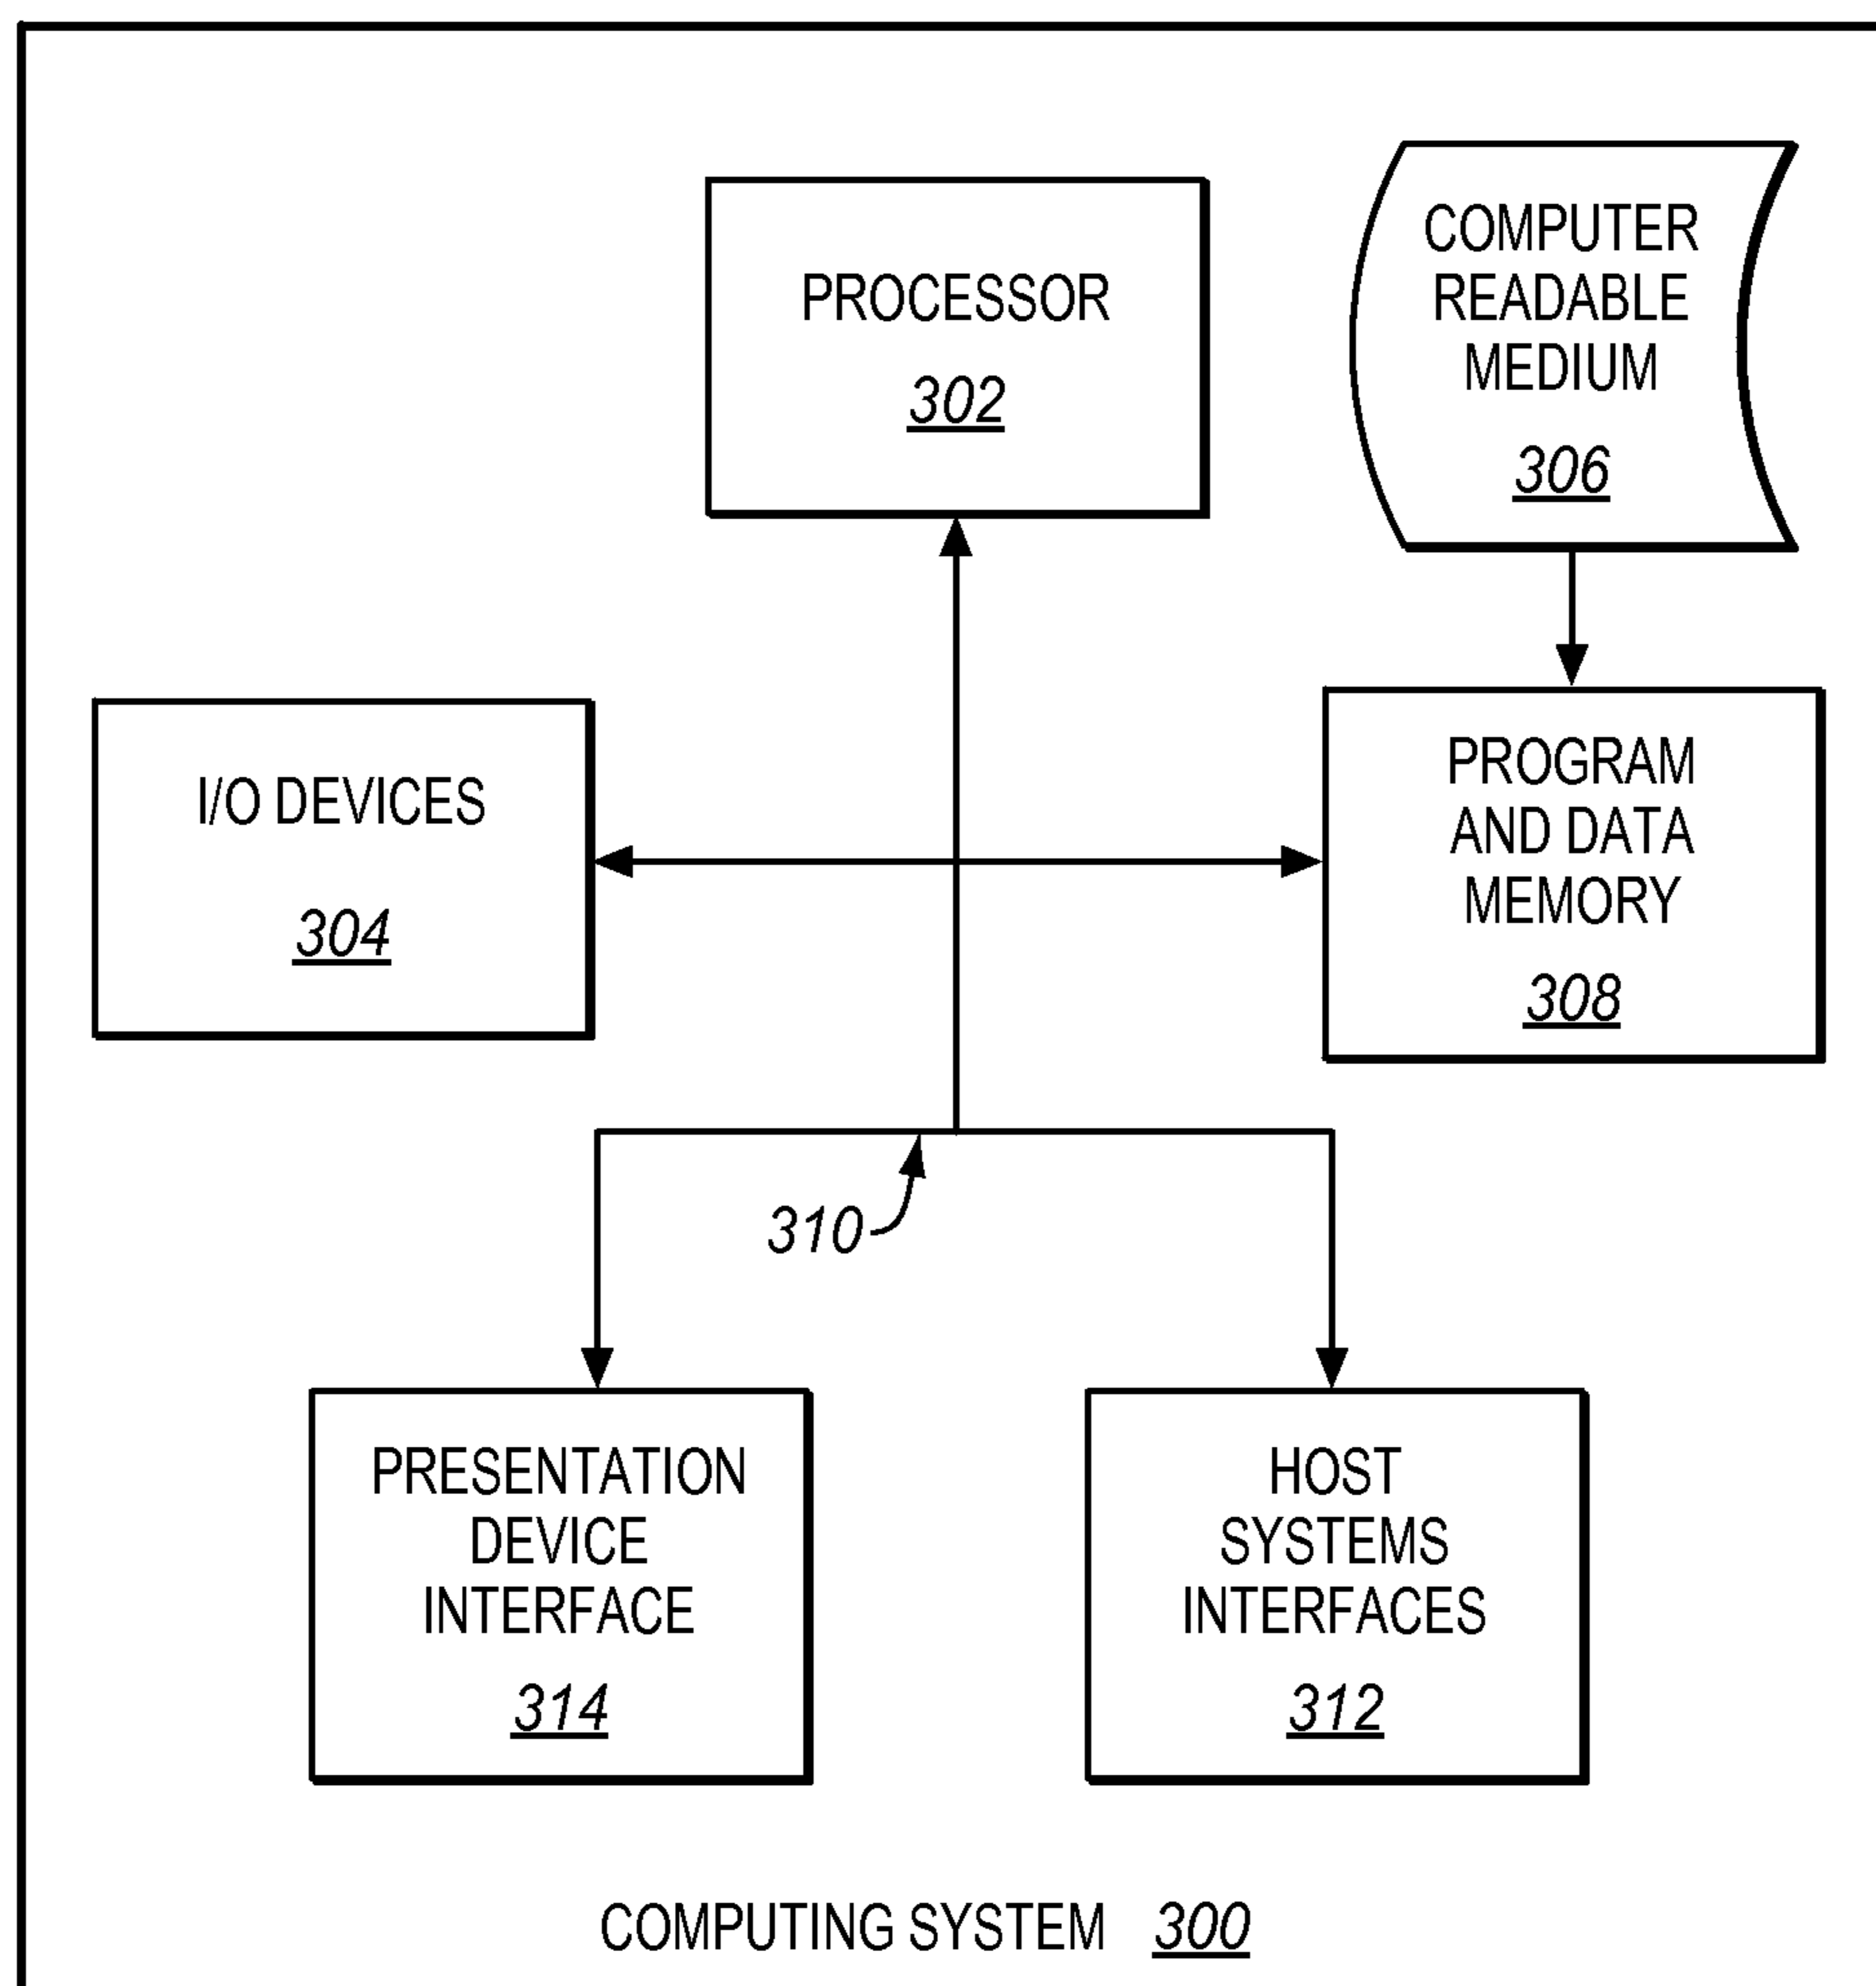 PROCESSOR
302
COMPUTER
READABLE
MEDIUM
306
I/O DEVICES
304
PROGRAM
AND DATA
MEMORY
308
310
PRESENTATION
DEVICE
INTERFACE
314
HOST
SYSTEMS
INTERFACES
312
COMPUTING SYSTEM 300